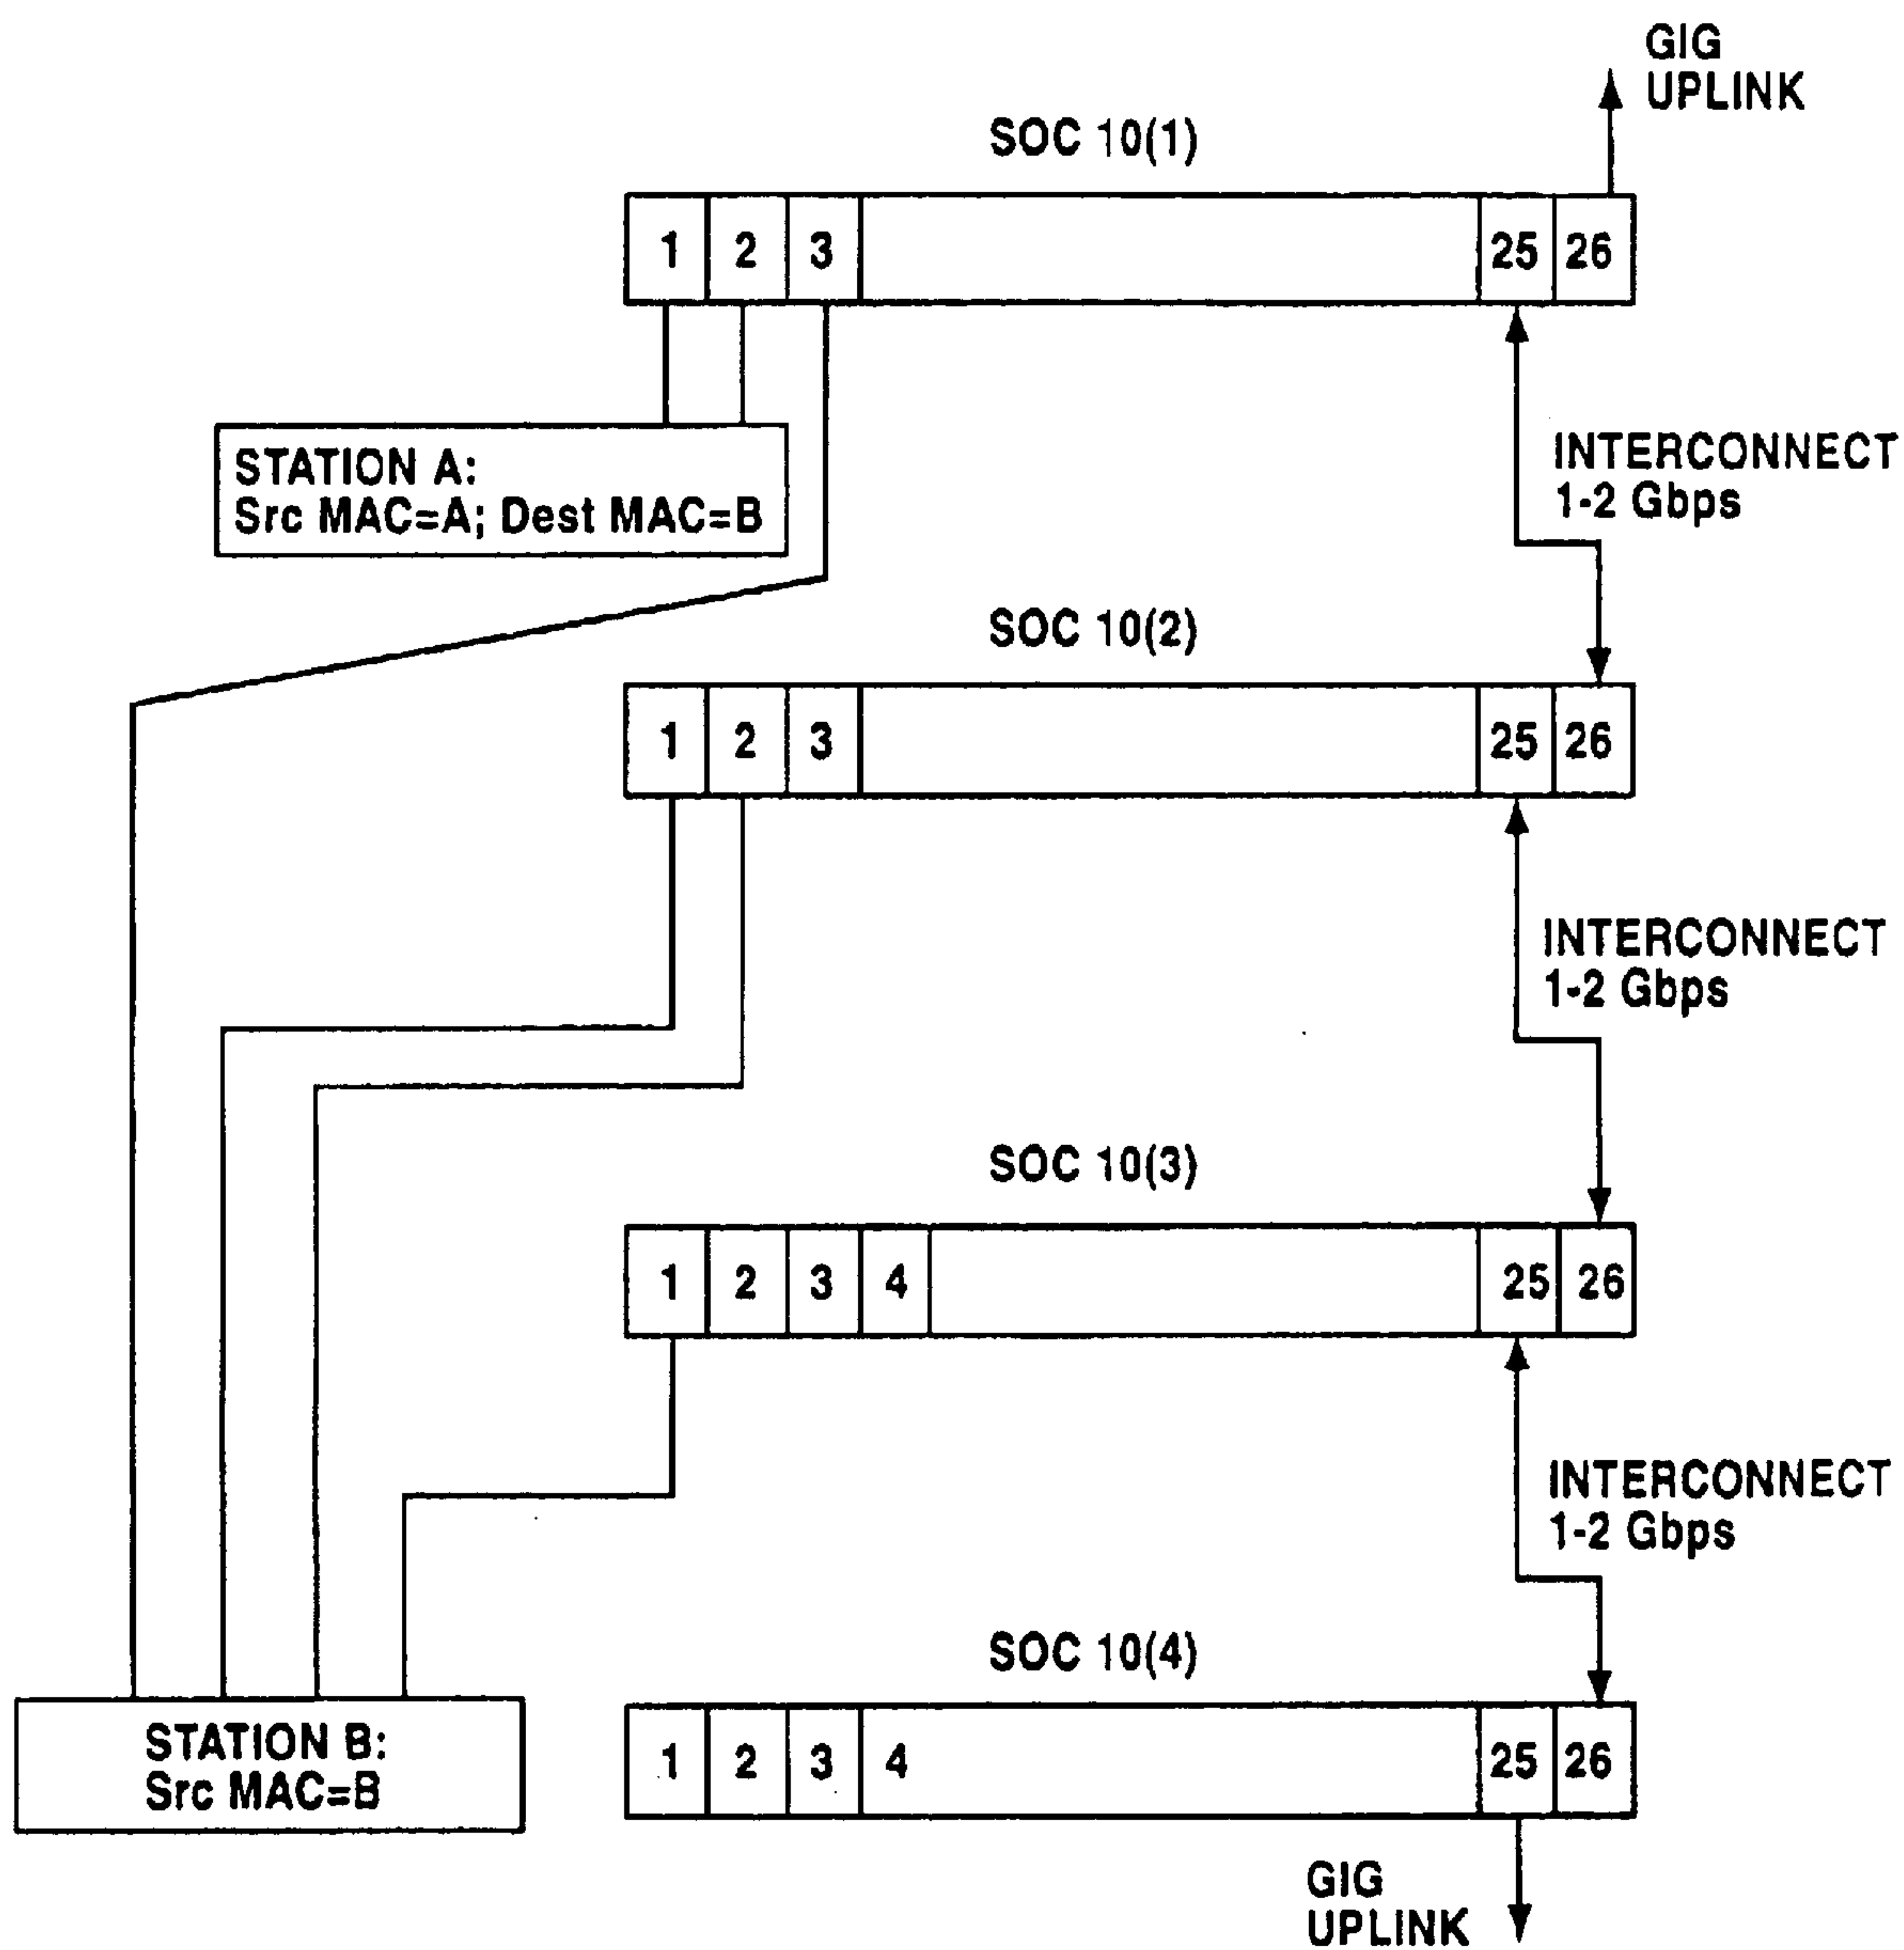 GIG
UPLINK
SOC 10(1)
1 2 3 25 26
STATION A:
Src MAC=A; Dest MAC=B
INTERCONNECT
1-2 Gbps
SOC 10(2)
1 2 3 25 26
INTERCONNECT
1-2 Gbps
SOC 10(3)
1 2 3 4 25 26
INTERCONNECT
1-2 Gbps
SOC 10(4)
1 2 3 4 25 26
STATION B:
Src MAC=B
GIG
UPLINK